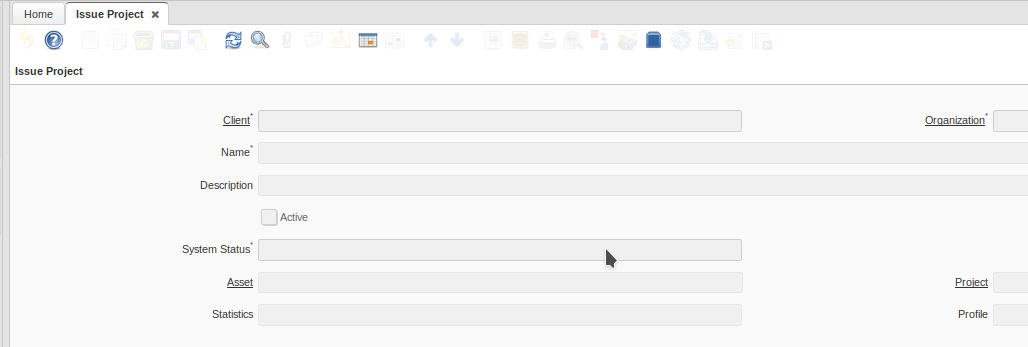 Home
Issue Project
Issue Project
Client*
Organization*
Name*
Description
Active
System Status*
Asset
Project
Statistics
Profile